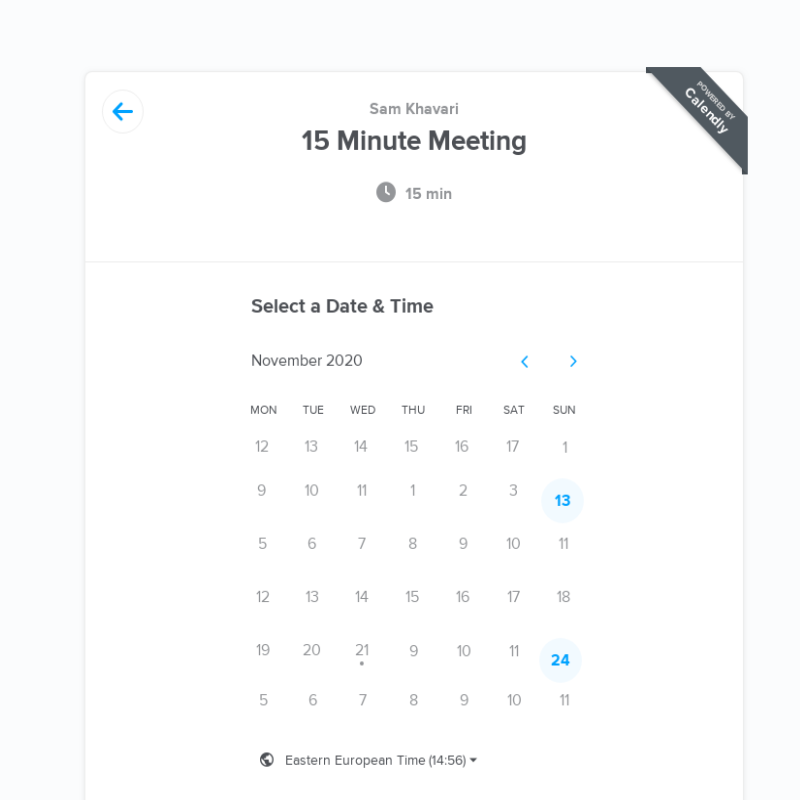 POWERED BY
Calendly
Sam Khavari
15 Minute Meeting
15 min
Select a Date & Time
November 2020
MON TUE WED THU FRI SAT SUN
12 13 14 15 16 17 1
9 10 11 1 2 3 13
5 6 7 8 9 10 11
12 13 14 15 16 17 18
19 20 21 9 10 11 24
5 6 7 8 9 10 11
Eastern European Time (14:56)